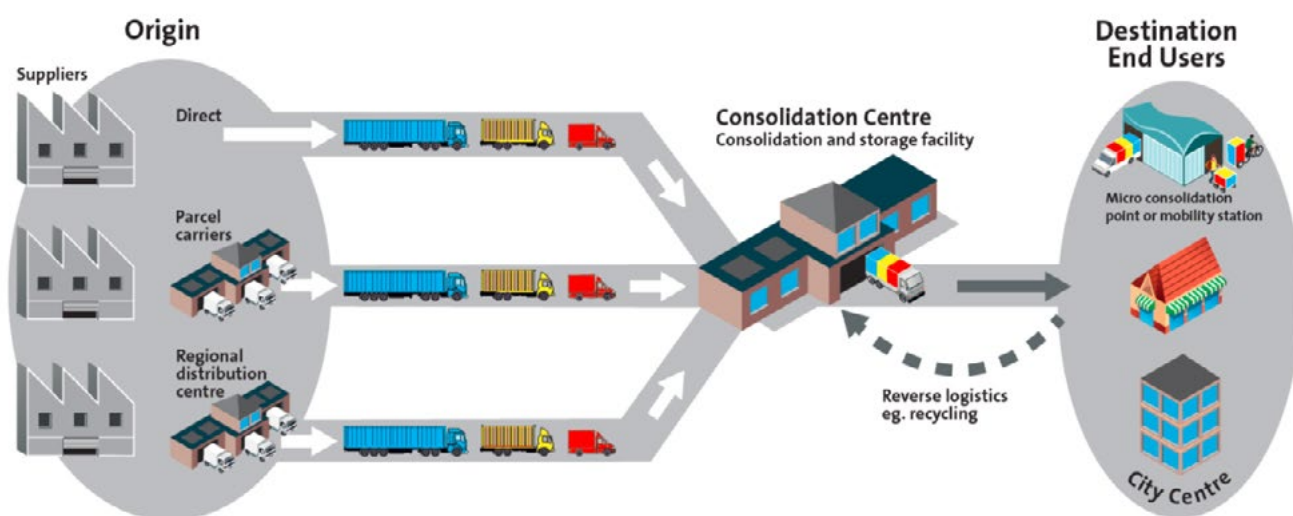 Origin
Suppliers
Direct
Parcel
carriers
Regional
distribution
centre
Consolidation Centre
Consolidation and storage facility
Reverse logistics
eg. recycling
Destination
End Users
Micro consolidation
point or mobility station
City Centre